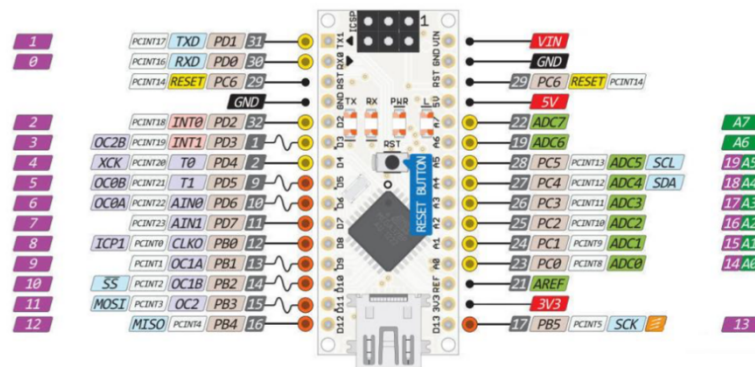 ICSP 1
1 PCINT17 TXD PD1 31 TX1 VIN VIN
0 PCINT16 RXD PD0 30 RX0 GND GND
PCINT14 RESET PC6 29 RST RST 29 PC6 RESET PCINT14
GND GND 5V 5V
TX RX PWR L
2 PCINT18 INT0 PD2 32 D2 A7 22 ADC7 A7
3 OC2B PCINT19 INT1 PD3 1 D3 A6 19 ADC6 A6
RST
4 XCK PCINT20 T0 PD4 2 D4 A5 28 PC5 PCINT13 ADC5 SCL 19 A5
5 OC0B PCINT21 T1 PD5 9 D5 A4 27 PC4 PCINT12 ADC4 SDA 18 A4
6 OC0A PCINT22 AIN0 PD6 10 D6 A3 26 PC3 PCINT11 ADC3 17 A3
7 PCINT23 AIN1 PD7 11 D7 A2 25 PC2 PCINT10 ADC2 16 A2
8 ICP1 PCINT0 CLKO PB0 12 D8 A1 24 PC1 PCINT9 ADC1 15 A1
9 PCINT1 OC1A PB1 13 D9 A0 23 PC0 PCINT8 ADC0 14 A0
10 SS PCINT2 OC1B PB2 14 D10 REF 21 AREF
11 MOSI PCINT3 OC2 PB3 15 D11 3V3 3V3
12 MISO PCINT4 PB4 16 D12 D13 17 PB5 PCINT5 SCK 13
RESET BUTTON